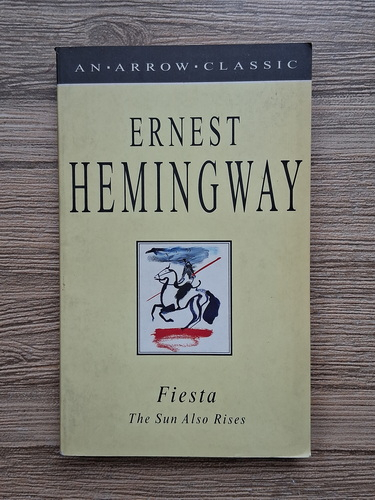 AN · ARROW · CLASSIC
ERNEST
HEMINGWAY
Fiesta
The Sun Also Rises